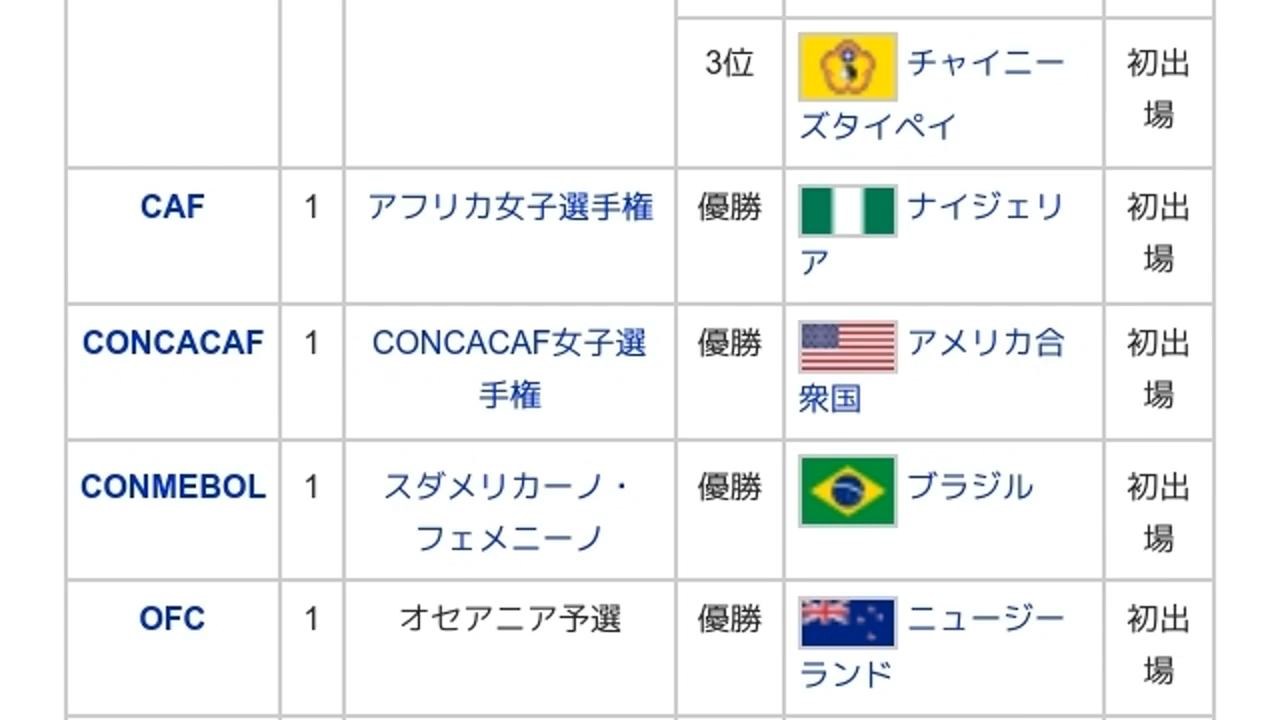 3位 チャイニー 初出
ズタイペイ 場
CAF 1 アフリカ女子選手権 優勝 ナイジェリ 初出
ア 場
CONCACAF 1 CONCACAF女子選 優勝 アメリカ合 初出
手権 衆国 場
CONMEBOL 1 スダメリカーノ・ 優勝 ブラジル 初出
フェメニーノ 場
OFC 1 オセアニア予選 優勝 ニュージー 初出
ランド 場